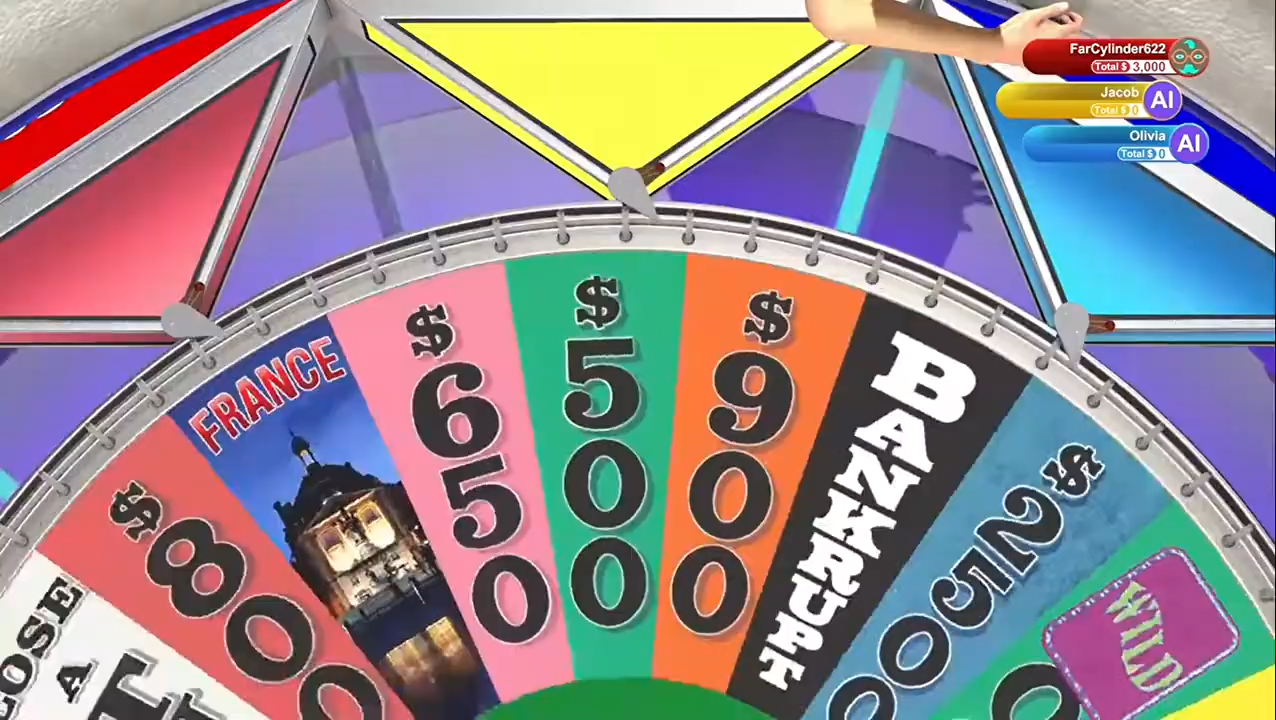 FarCylinder622
Total $ 3,000
Jacob
AI
Total $ 0
Olivia
AI
Total $ 0
LOSE
A
T
$800
FRANCE
$650
$500
$900
BANKRUPT
$2500
WILD